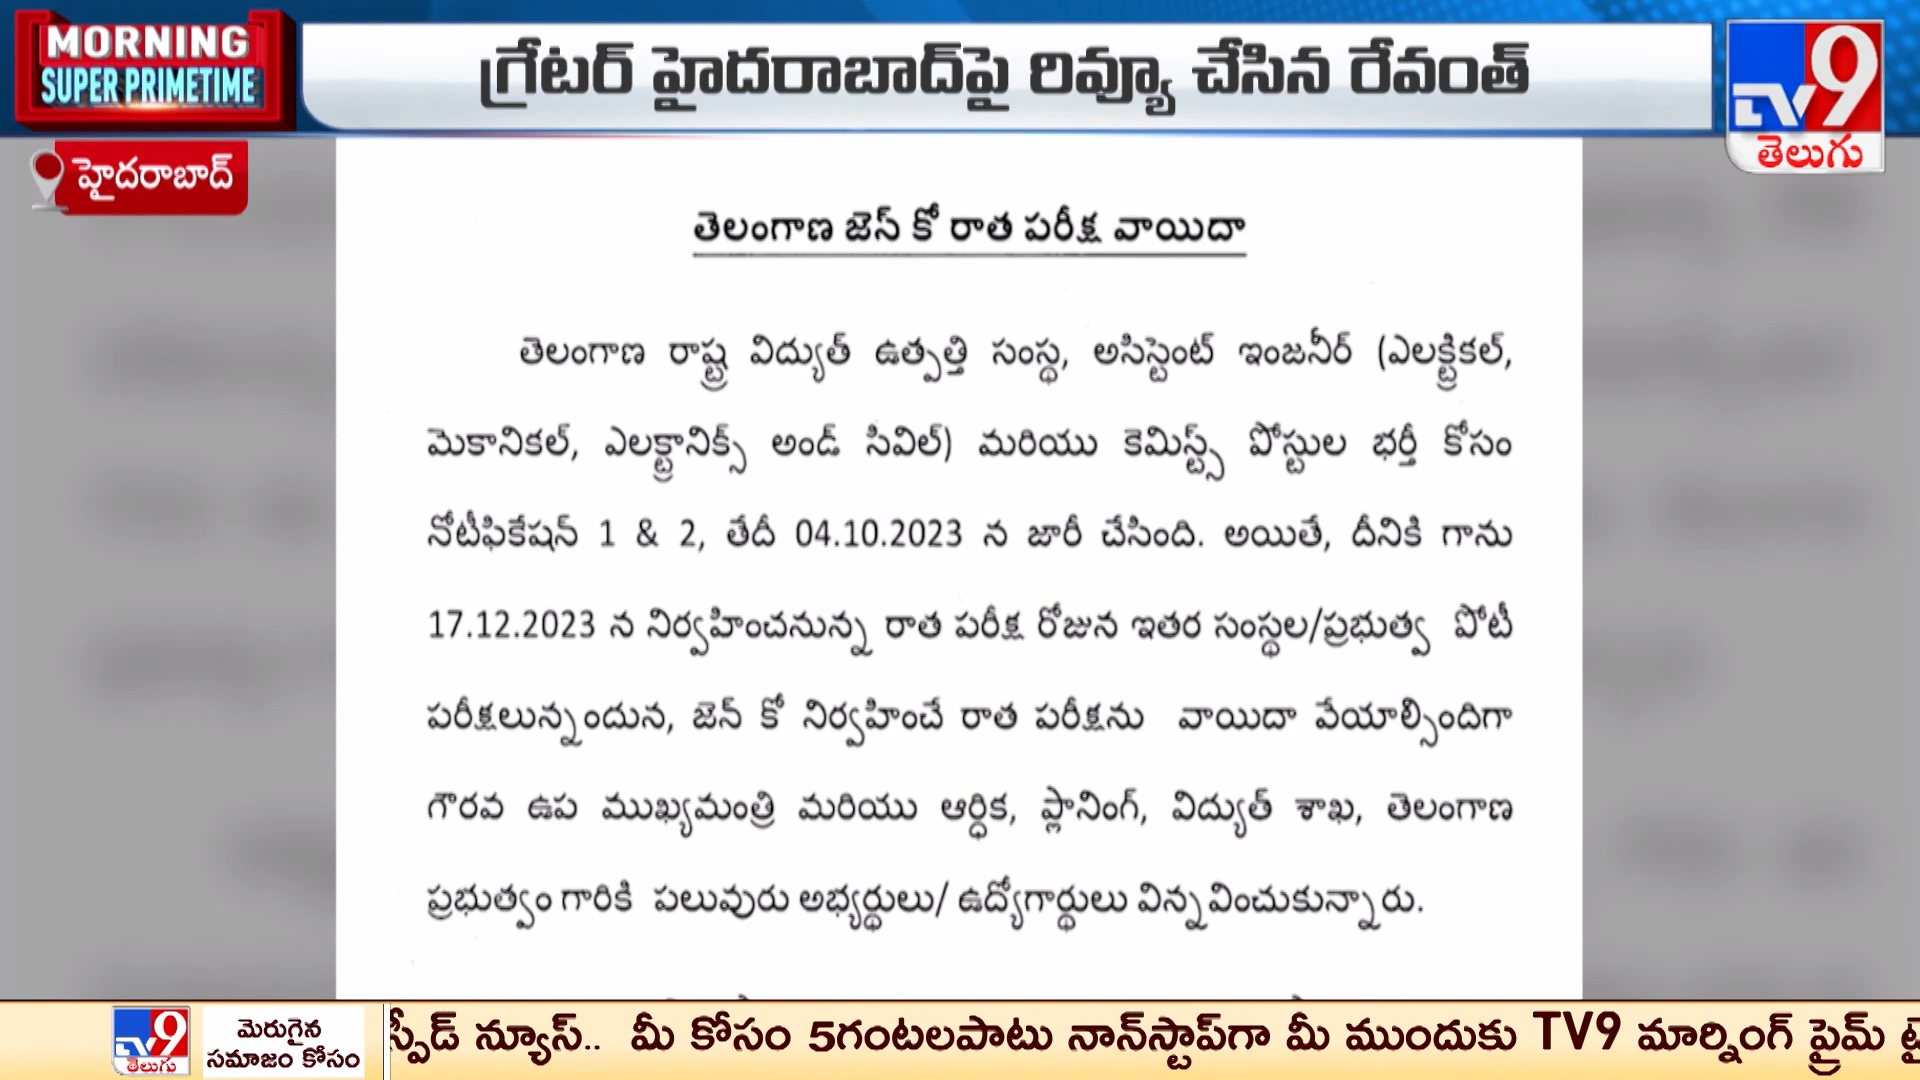 MORNING
SUPER PRIMETIME
గ్రేటర్ హైదరాబాద్‌పై రివ్యూ చేసిన రేవంత్
TV9
తెలుగు
హైదరాబాద్
తెలంగాణ జెన్ కో రాత పరీక్ష వాయిదా
తెలంగాణ రాష్ట్ర విద్యుత్ ఉత్పత్తి సంస్థ, అసిస్టెంట్ ఇంజనీర్ (ఎలక్ట్రికల్,
మెకానికల్, ఎలక్ట్రానిక్స్ అండ్ సివిల్) మరియు కెమిస్ట్స్ పోస్టుల భర్తీ కోసం
నోటీఫికేషన్ 1 & 2, తేదీ 04.10.2023 న జారీ చేసింది. అయితే, దీనికి గాను
17.12.2023 న నిర్వహించనున్న రాత పరీక్ష రోజున ఇతర సంస్థల/ప్రభుత్వ పోటీ
పరీక్షలున్నందున, జెన్ కో నిర్వహించే రాత పరీక్షను వాయిదా వేయాల్సిందిగా
గౌరవ ఉప ముఖ్యమంత్రి మరియు ఆర్ధిక, ప్లానింగ్, విద్యుత్ శాఖ, తెలంగాణ
ప్రభుత్వం గారికి పలువురు అభ్యర్థులు/ ఉద్యోగార్థులు విన్నవించుకున్నారు.
TV9
తెలుగు
మెరుగైన
సమాజం కోసం
స్పీడ్ న్యూస్.. మీ కోసం 5గంటలపాటు నాన్‌స్టాప్‌గా మీ ముందుకు TV9 మార్నింగ్ ప్రైమ్